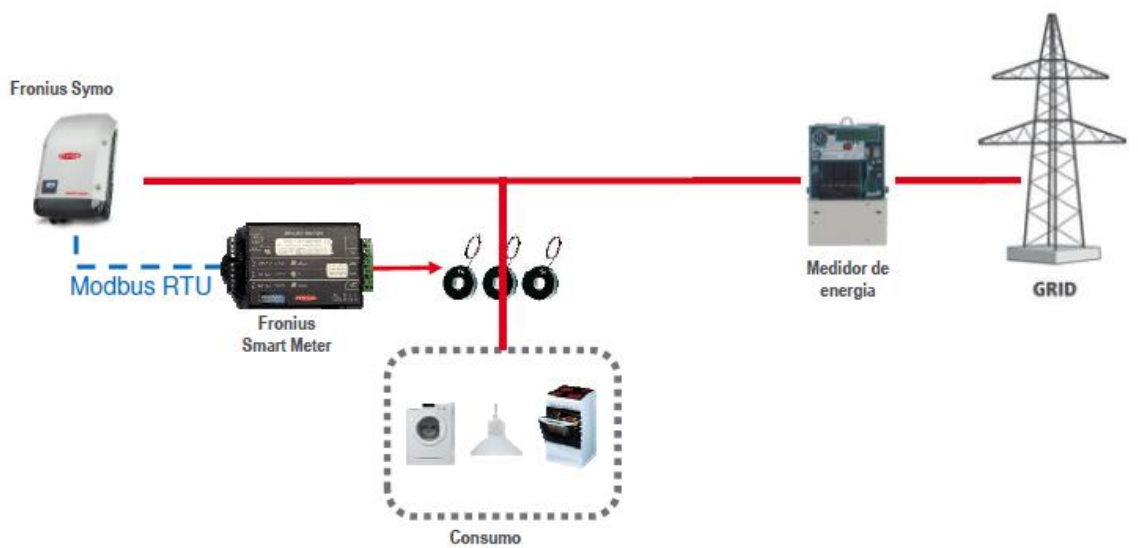 Fronius Symo
Modbus RTU
Fronius
Smart Meter
Medidor de
energia
GRID
Consumo